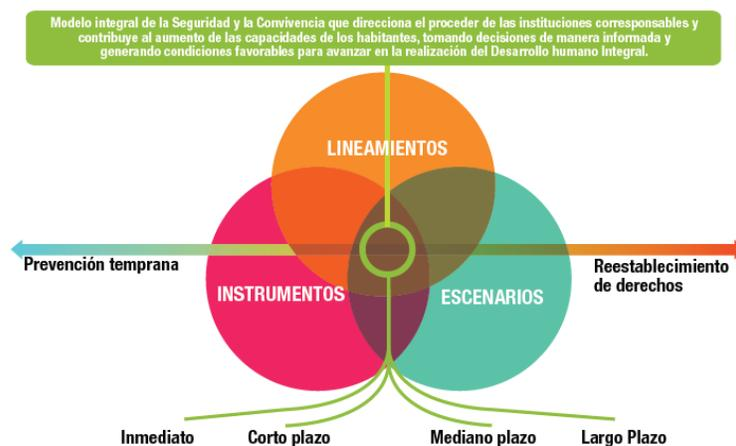 Modelo integral de la Seguridad y la Convivencia que direcciona el proceder de las instituciones corresponsables y
contribuye al aumento de las capacidades de los habitantes, tomando decisiones de manera informada y
generando condiciones favorables para avanzar en la realización del Desarrollo humano Integral.
LINEAMIENTOS
Prevención temprana
Reestablecimiento
de derechos
INSTRUMENTOS
ESCENARIOS
Inmediato
Corto plazo
Mediano plazo
Largo Plazo